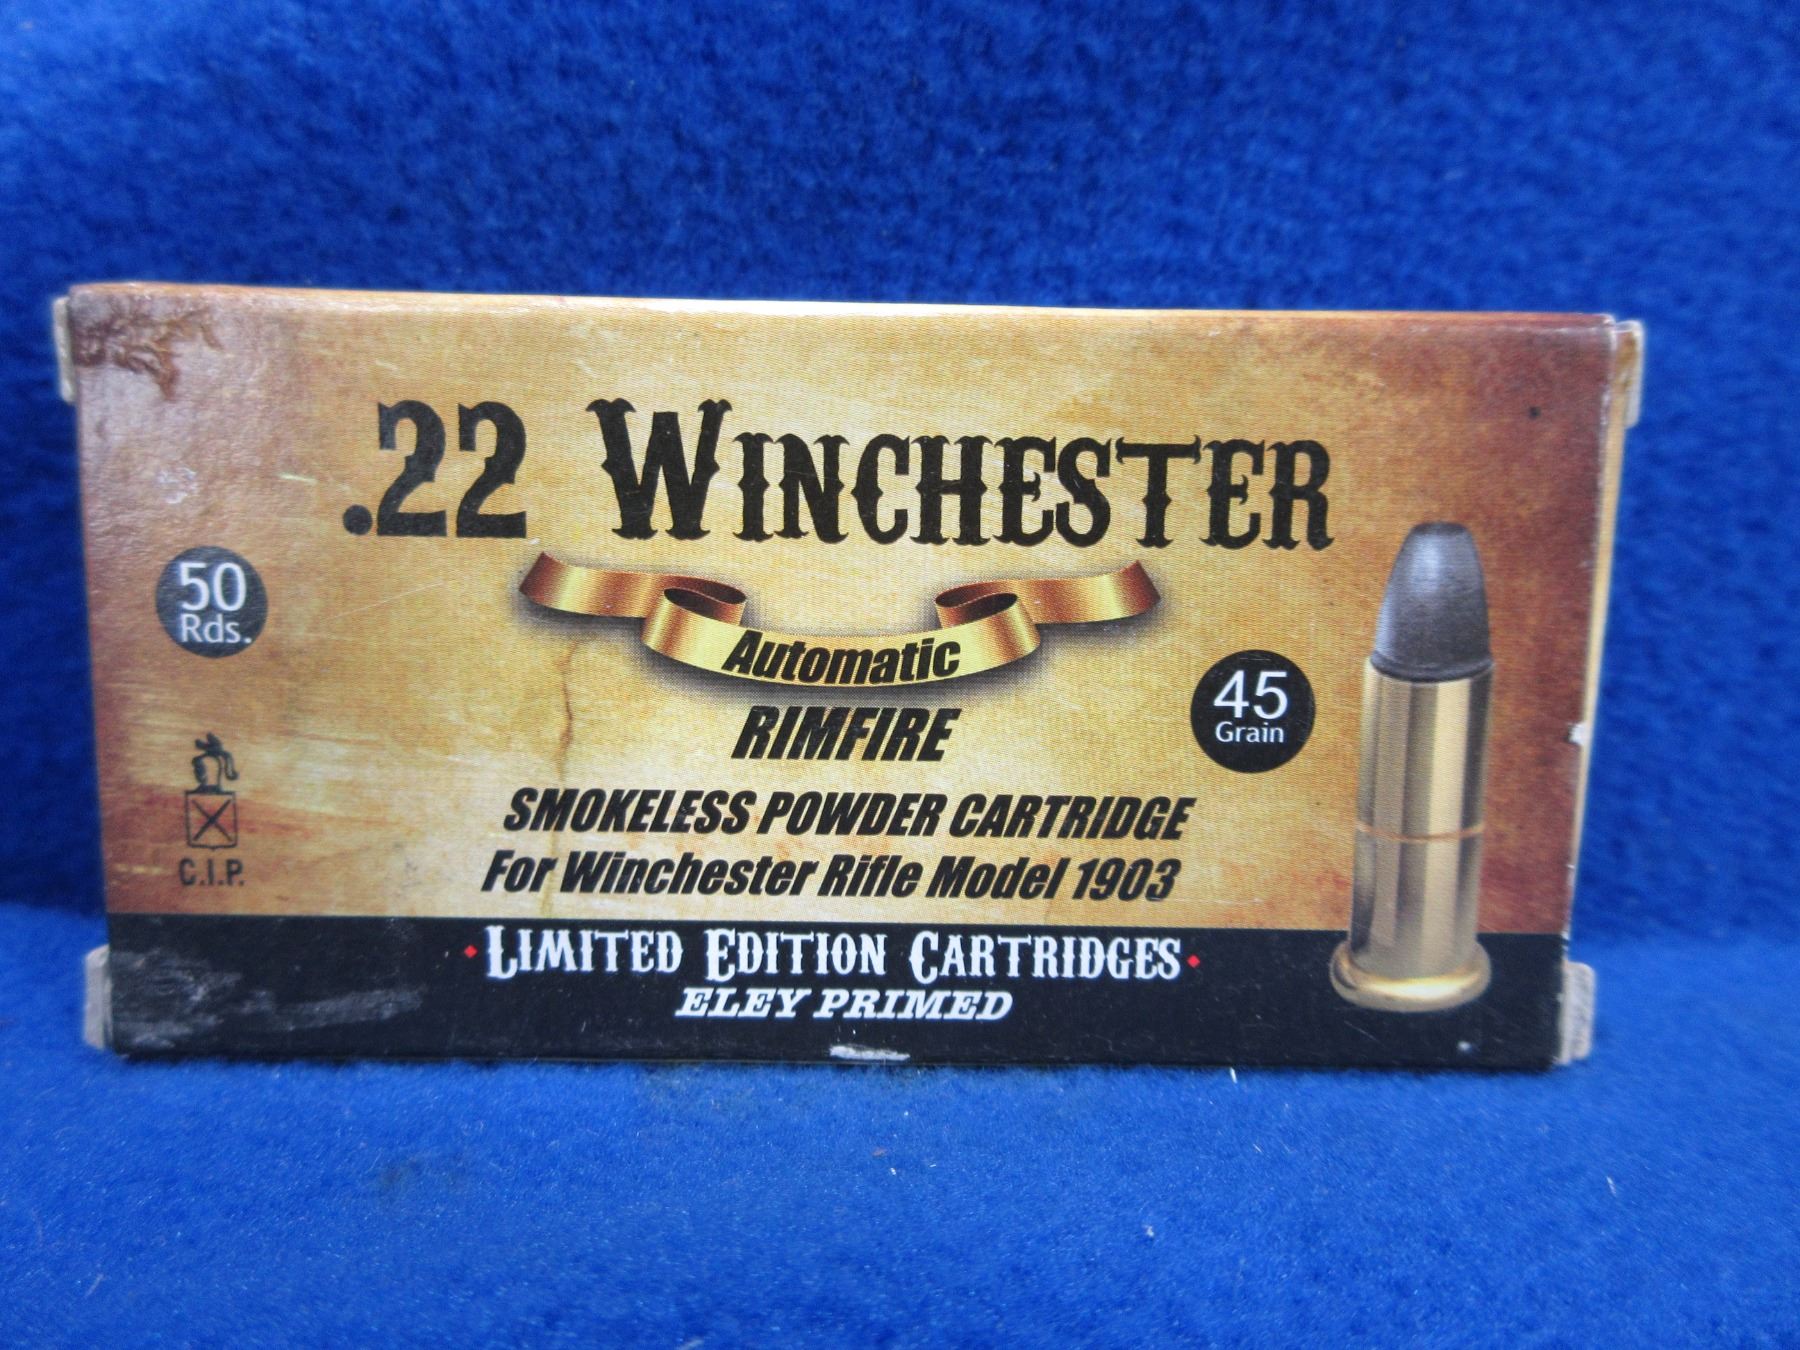 .22 WINCHESTER
Automatic
RIMFIRE
SMOKELESS POWDER CARTRIDGE
For Winchester Rifle Model 1903
50
Rds.
45
Grain
C.I.P.
LIMITED EDITION CARTRIDGES
ELEY PRIMED